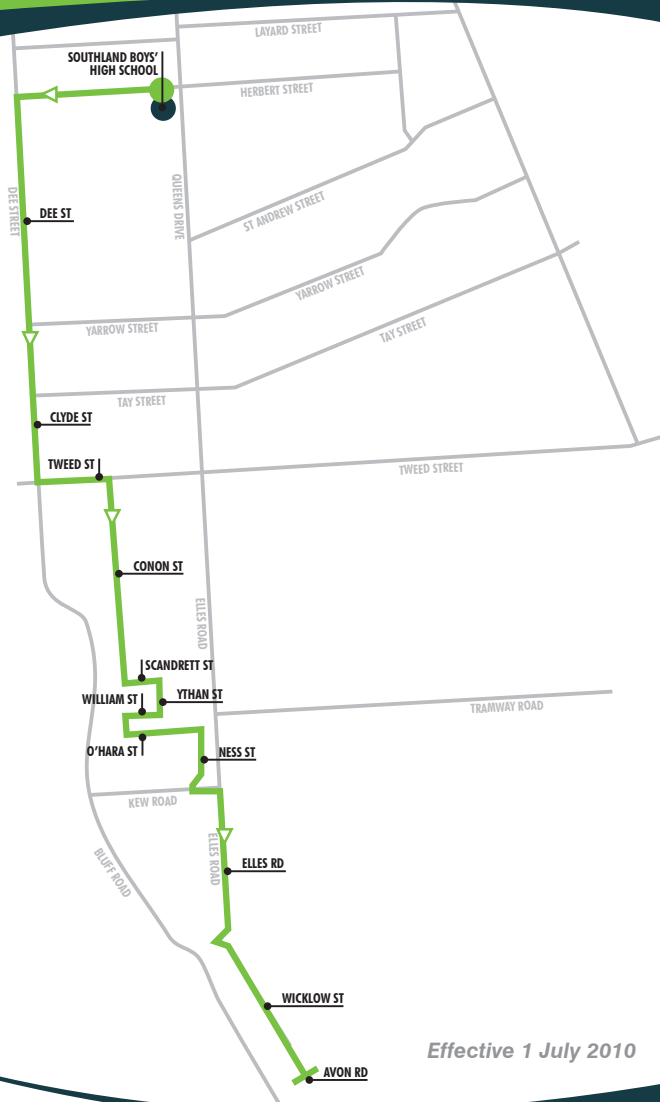 LAYARD STREET
SOUTHLAND BOYS'
HIGH SCHOOL
HERBERT STREET
DEE STREET
QUEENS DRIVE
DEE ST
ST ANDREW STREET
YARROW STREET
YARROW STREET
TAY STREET
TAY STREET
CLYDE ST
TWEED ST
TWEED STREET
CONON ST
ELLES ROAD
SCANDRETT ST
WILLIAM ST
YTHAN ST
TRAMWAY ROAD
O'HARA ST
NESS ST
KEW ROAD
ELLES ROAD
BLUFF ROAD
ELLES RD
WICKLOW ST
Effective 1 July 2010
AVON RD